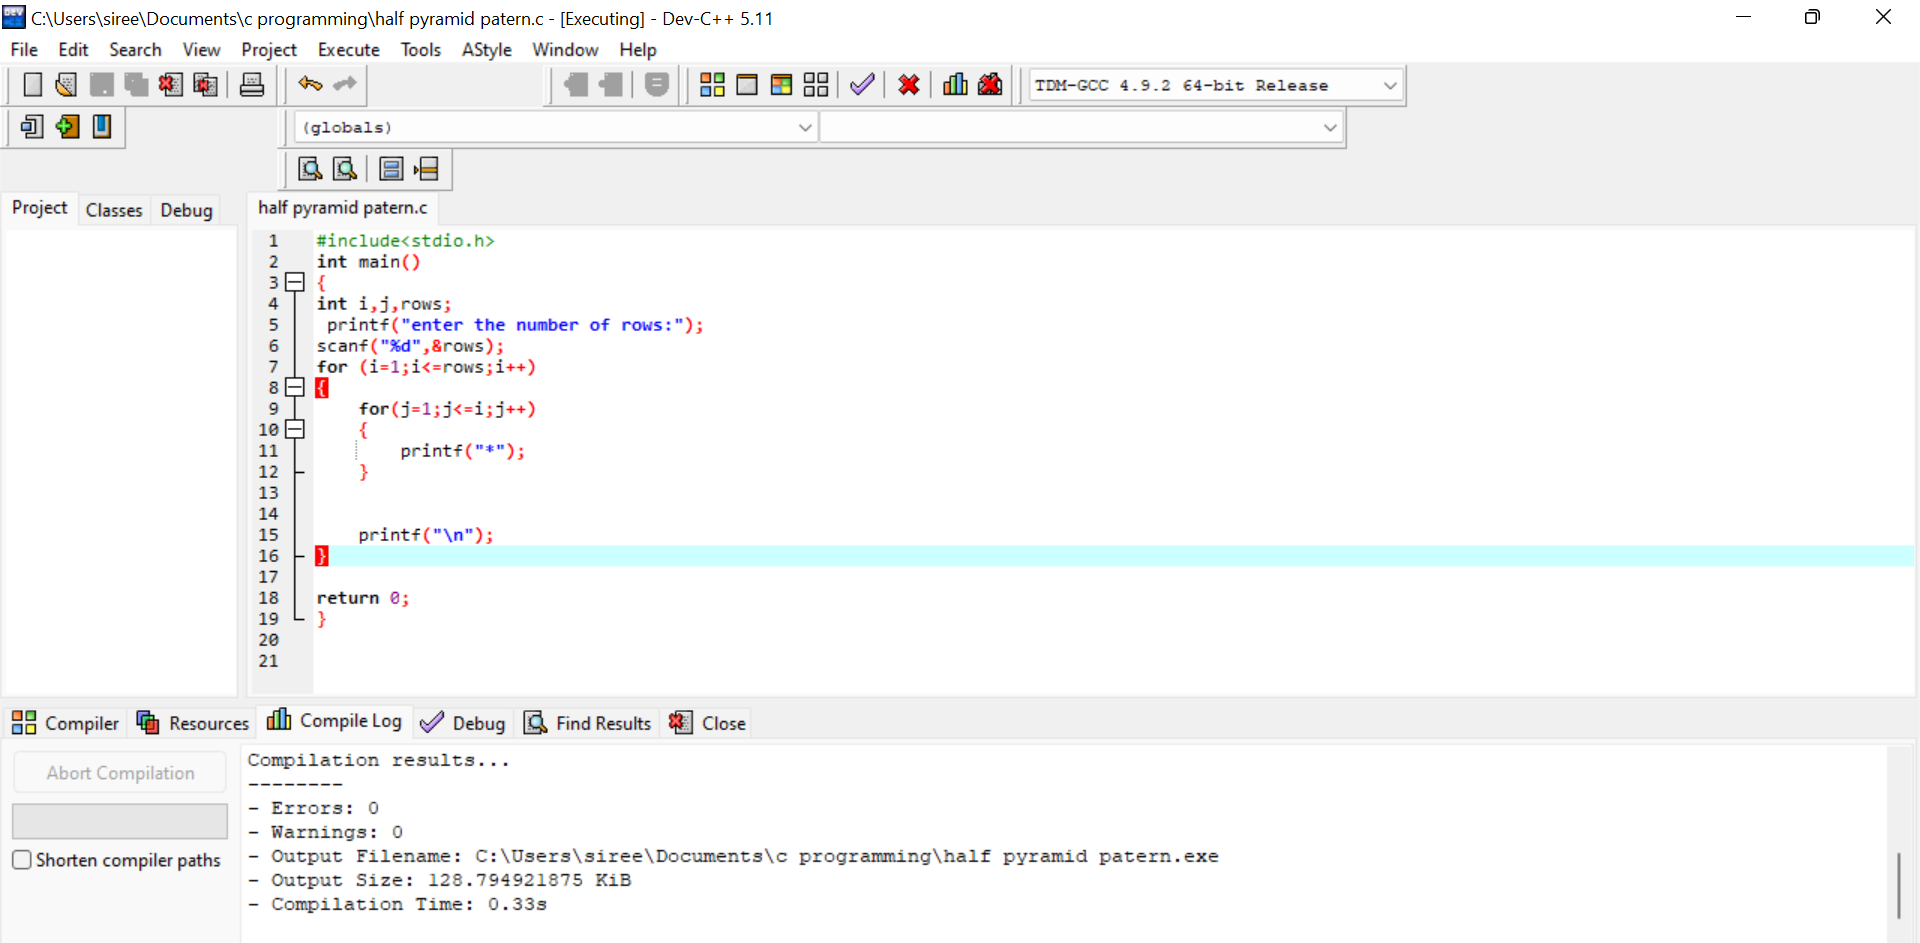 C:\Users\siree\Documents\c programming\half pyramid patern.c - [Executing] - Dev-C++ 5.11
File Edit Search View Project Execute Tools AStyle Window Help
TDM-GCC 4.9.2 64-bit Release
(globals)
Project Classes Debug
half pyramid patern.c
1 #include<stdio.h>
2 int main()
3 {
4 int i,j,rows;
5 printf("enter the number of rows:");
6 scanf("%d",&rows);
7 for (i=1;i<=rows;i++)
8 {
9 for(j=1;j<=i;j++)
10 {
11 printf("*");
12 }
13
14
15 printf("\n");
16 }
17
18 return 0;
19 }
20
21
Compiler Resources Compile Log Debug Find Results Close
Abort Compilation
Shorten compiler paths
Compilation results...
--------
- Errors: 0
- Warnings: 0
- Output Filename: C:\Users\siree\Documents\c programming\half pyramid patern.exe
- Output Size: 128.794921875 KiB
- Compilation Time: 0.33s